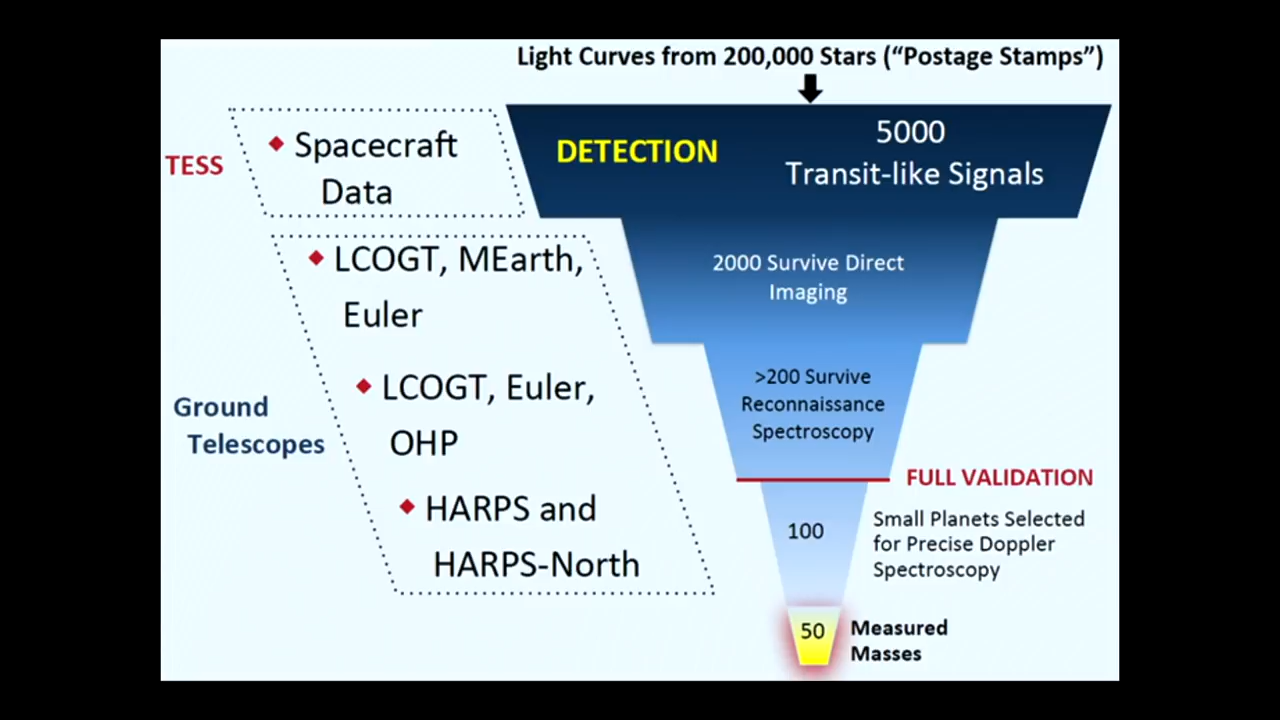 Light Curves from 200,000 Stars (“Postage Stamps”)
TESS
◆ Spacecraft
Data
DETECTION
5000
Transit-like Signals
◆ LCOGT, MEarth,
Euler
2000 Survive Direct
Imaging
Ground
Telescopes
◆ LCOGT, Euler,
OHP
>200 Survive
Reconnaissance
Spectroscopy
FULL VALIDATION
◆ HARPS and
HARPS-North
100
Small Planets Selected
for Precise Doppler
Spectroscopy
50
Measured
Masses